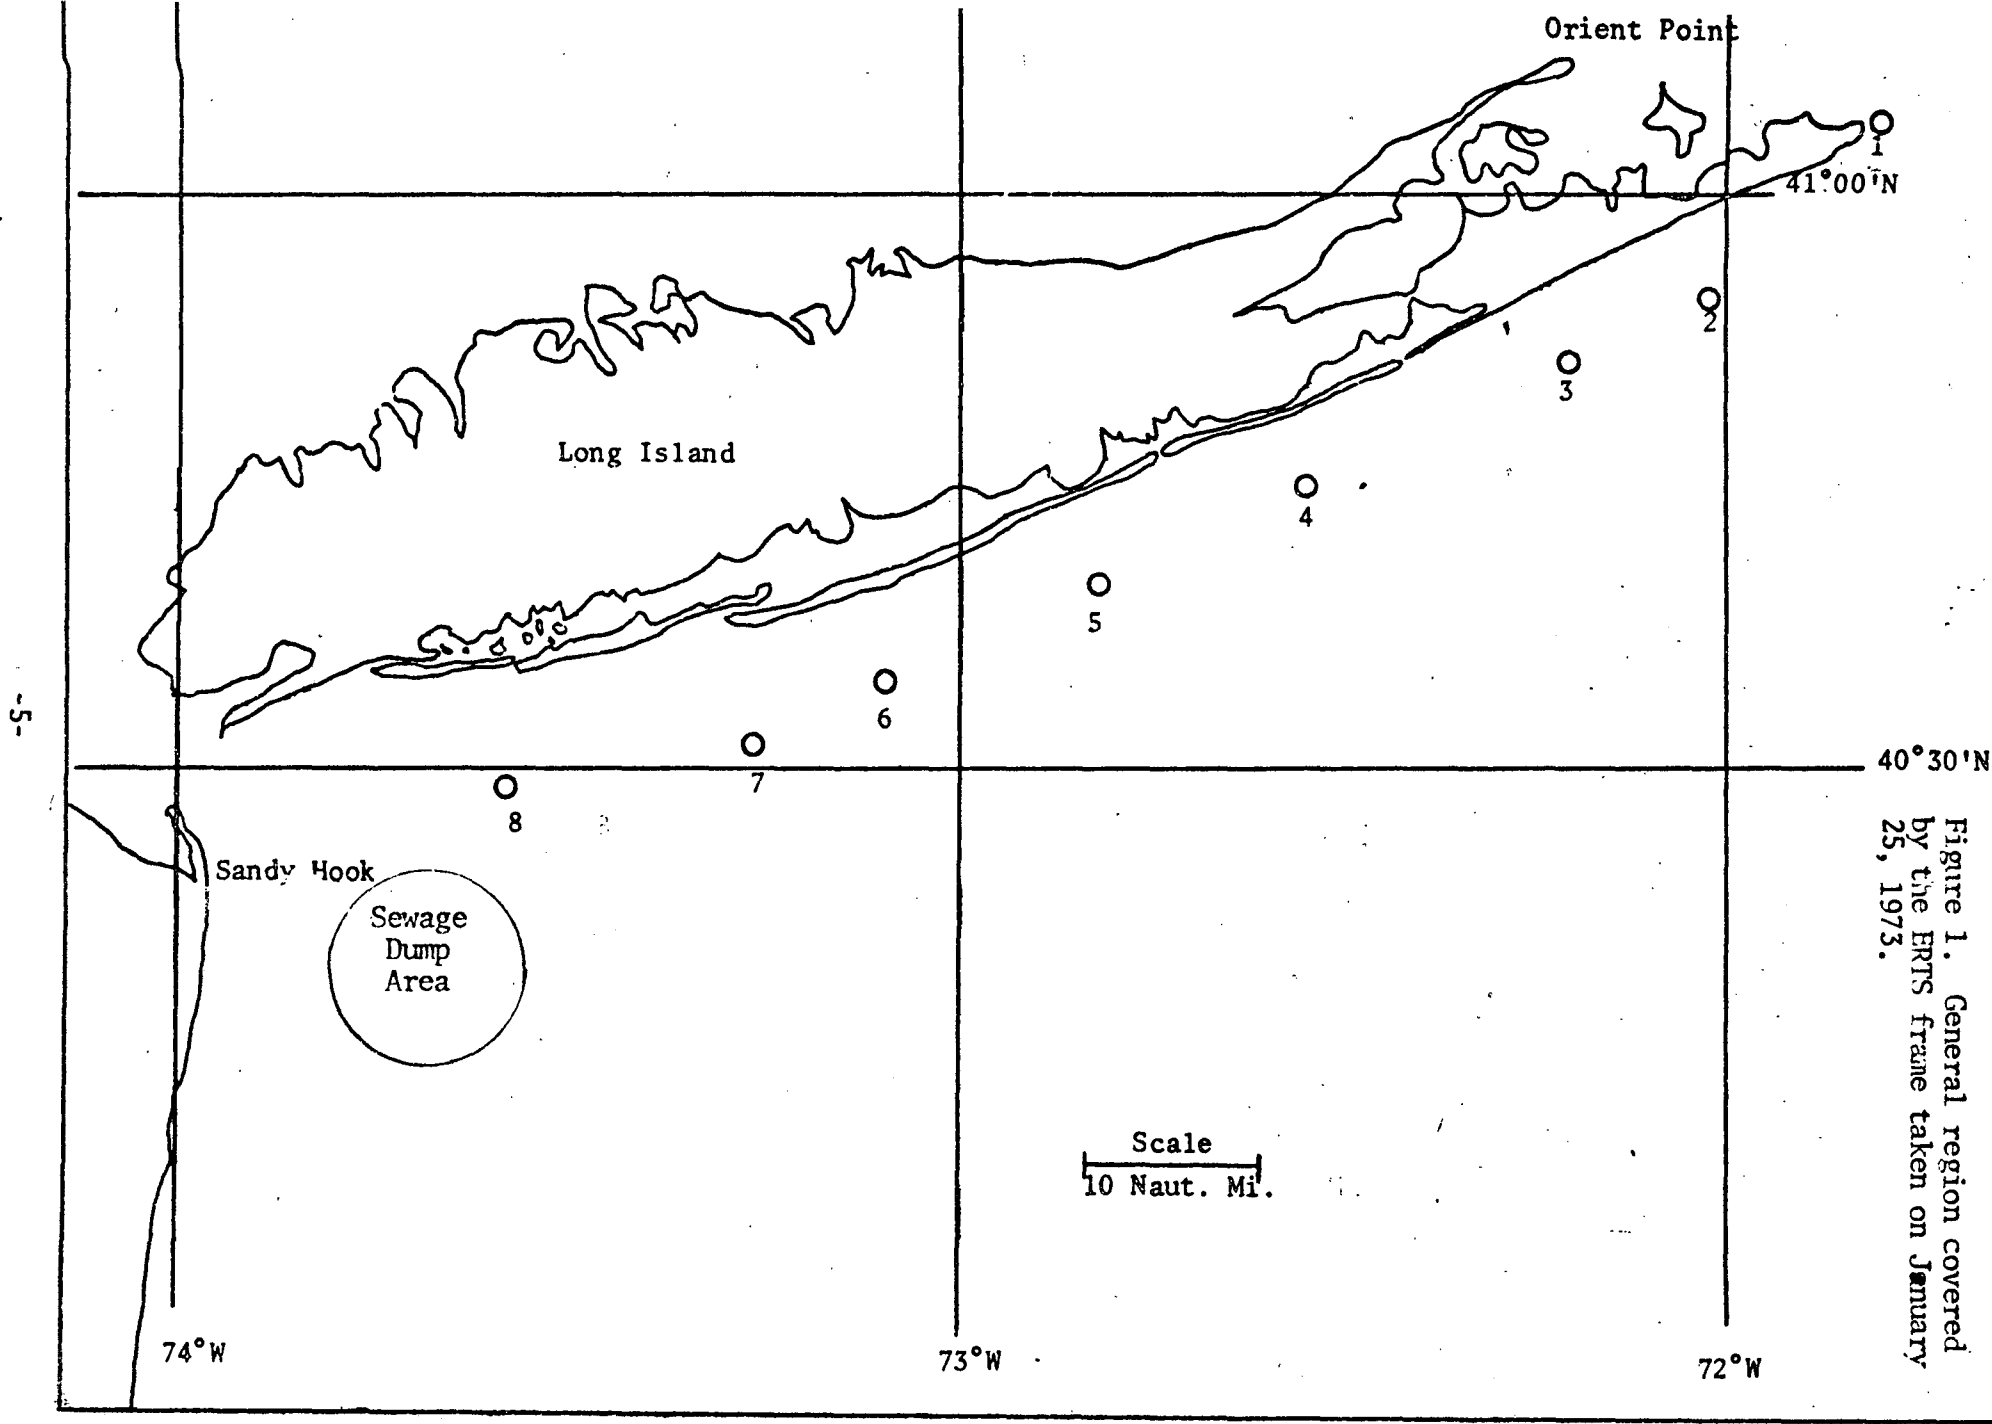 Orient Point
1
41°00'N
2
3
Long Island
4
5
6
-5-
40°30'N
7
8
Sandy Hook
Sewage
Dump
Area
Scale
10 Naut. Mi.
74°W
73°W
72°W
Figure 1. General region covered
by the ERTS frame taken on January
25, 1973.